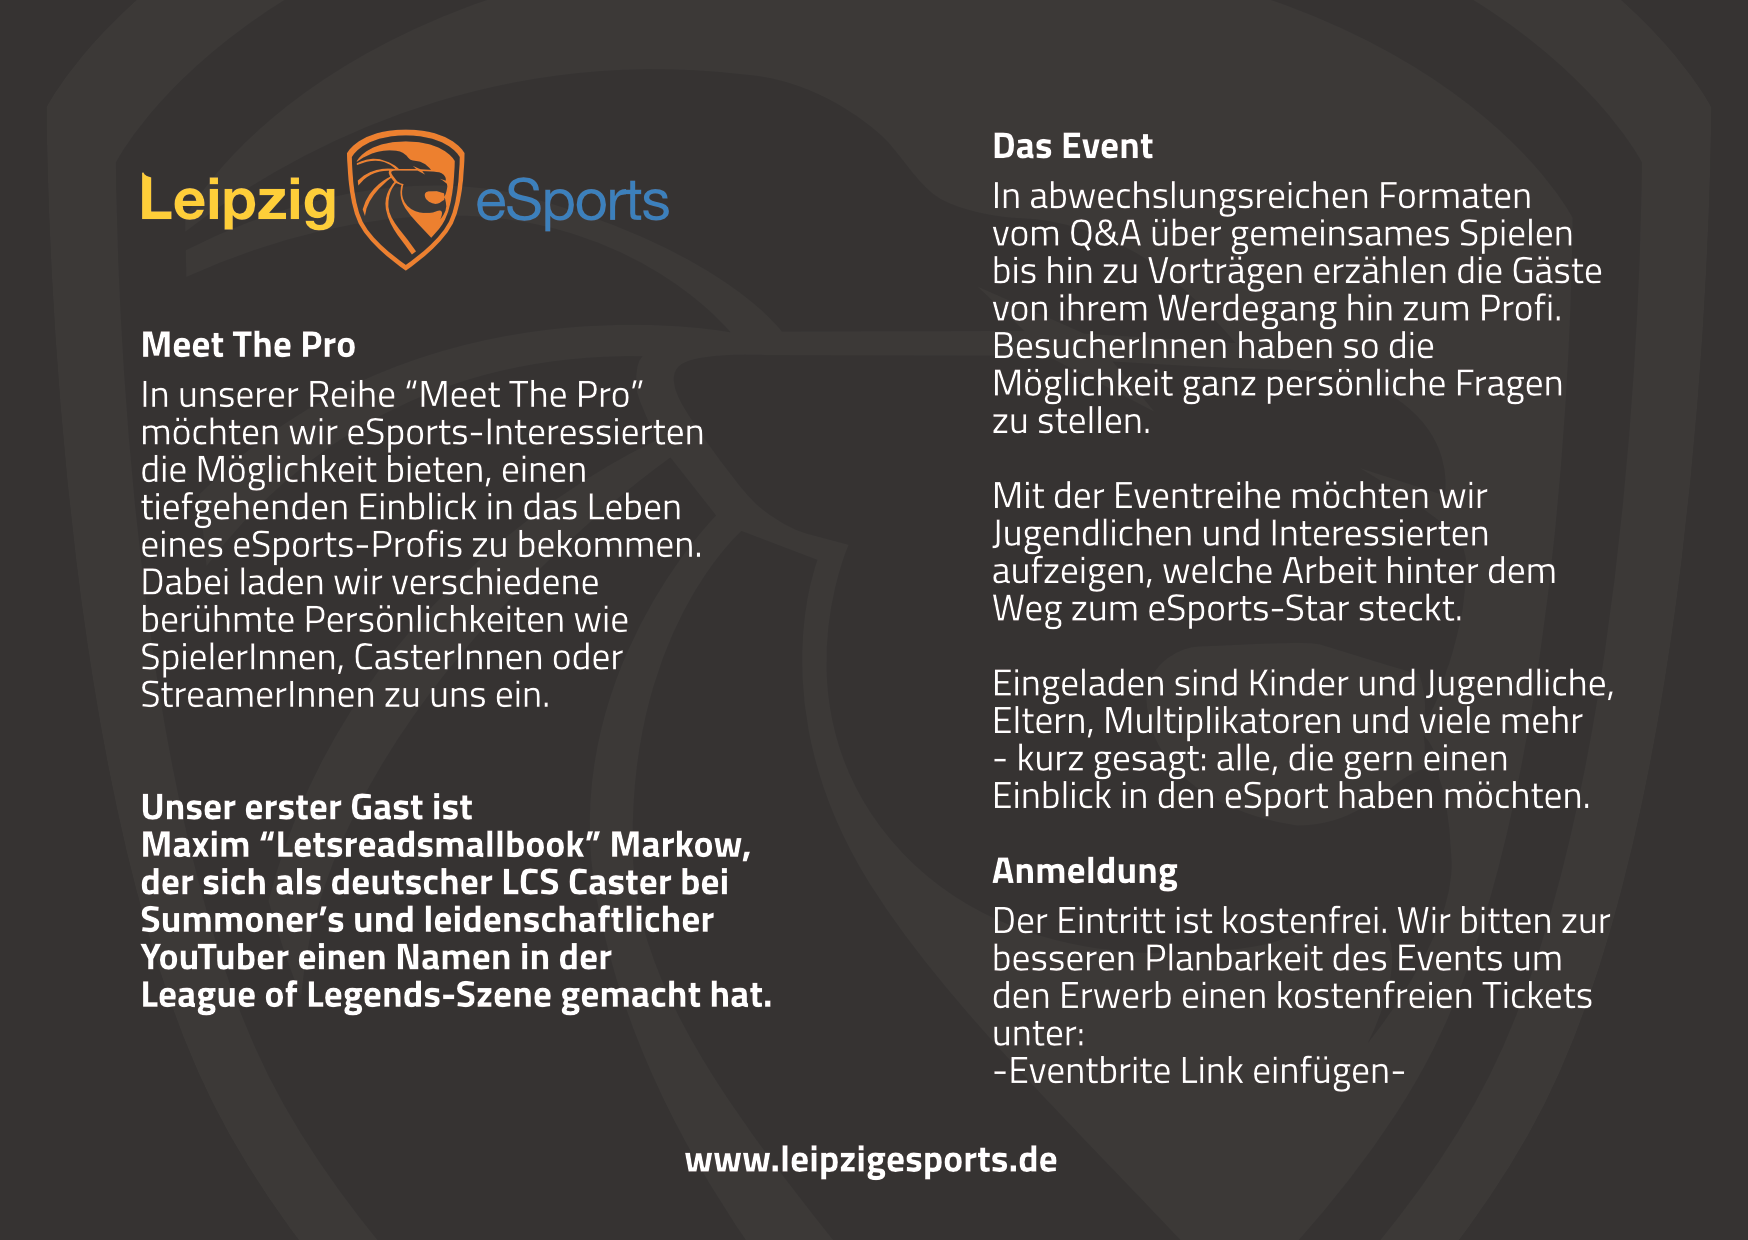 Leipzig eSports
Meet The Pro
In unserer Reihe “Meet The Pro”
möchten wir eSports-Interessierten
die Möglichkeit bieten, einen
tiefgehenden Einblick in das Leben
eines eSports-Profis zu bekommen.
Dabei laden wir verschiedene
berühmte Persönlichkeiten wie
SpielerInnen, CasterInnen oder
StreamerInnen zu uns ein.
Unser erster Gast ist
Maxim “Letsreadsmallbook” Markow,
der sich als deutscher LCS Caster bei
Summoner’s und leidenschaftlicher
YouTuber einen Namen in der
League of Legends-Szene gemacht hat.
Das Event
In abwechslungsreichen Formaten
vom Q&A über gemeinsames Spielen
bis hin zu Vorträgen erzählen die Gäste
von ihrem Werdegang hin zum Profi.
BesucherInnen haben so die
Möglichkeit ganz persönliche Fragen
zu stellen.
Mit der Eventreihe möchten wir
Jugendlichen und Interessierten
aufzeigen, welche Arbeit hinter dem
Weg zum eSports-Star steckt.
Eingeladen sind Kinder und Jugendliche,
Eltern, Multiplikatoren und viele mehr
- kurz gesagt: alle, die gern einen
Einblick in den eSport haben möchten.
Anmeldung
Der Eintritt ist kostenfrei. Wir bitten zur
besseren Planbarkeit des Events um
den Erwerb einen kostenfreien Tickets
unter:
-Eventbrite Link einfügen-
www.leipzigesports.de